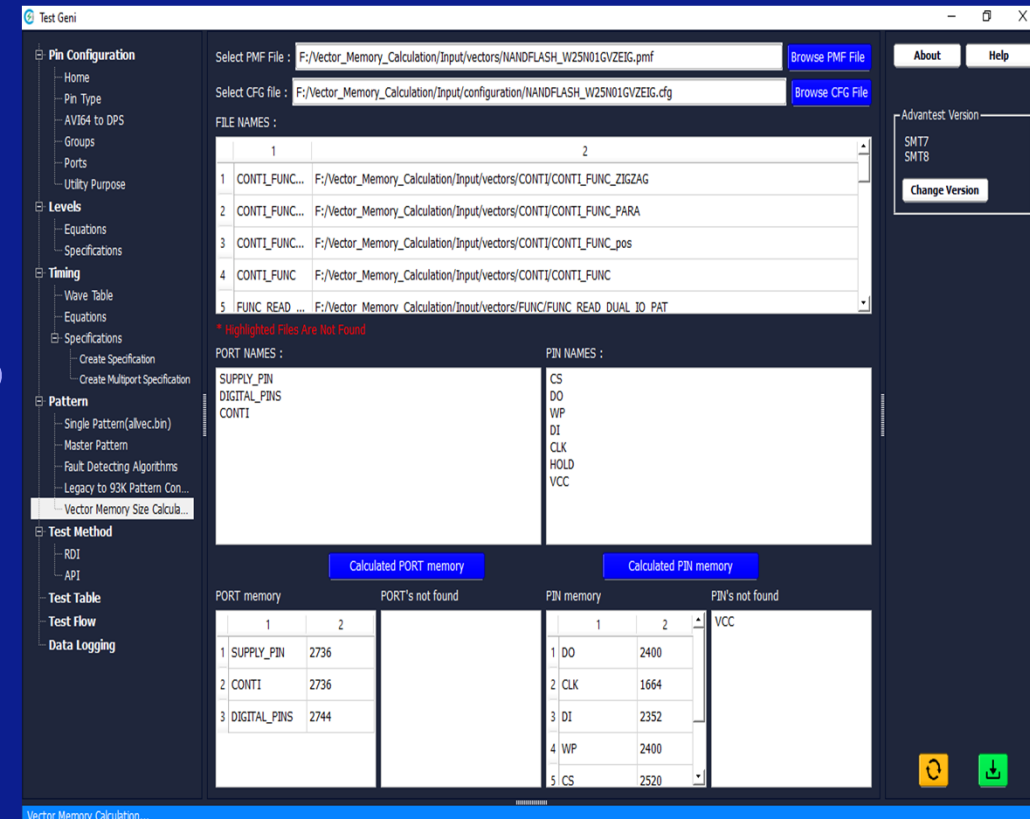 Test Geni
Pin Configuration
Home
Pin Type
AVI64 to DPS
Groups
Ports
Utility Purpose
Levels
Equations
Specifications
Timing
Wave Table
Equations
Specifications
Create Specification
Create Multiport Specification
Pattern
Single Pattern(allvec.bin)
Master Pattern
Fault Detecting Algorithms
Legacy to 93K Pattern Con...
Vector Memory Size Calcula...
Test Method
RDI
API
Test Table
Test Flow
Data Logging
Select PMF File : F:/Vector_Memory_Calculation/Input/vectors/NANDFLASH_W25N01GVZEIG.pmf Browse PMF File
Select CFG file : F:/Vector_Memory_Calculation/Input/configuration/NANDFLASH_W25N01GVZEIG.cfg Browse CFG File
FILE NAMES :
1 2
1 CONTI_FUNC... F:/Vector_Memory_Calculation/Input/vectors/CONTI/CONTI_FUNC_ZIGZAG
2 CONTI_FUNC... F:/Vector_Memory_Calculation/Input/vectors/CONTI/CONTI_FUNC_PARA
3 CONTI_FUNC... F:/Vector_Memory_Calculation/Input/vectors/CONTI/CONTI_FUNC_pos
4 CONTI_FUNC F:/Vector_Memory_Calculation/Input/vectors/CONTI/CONTI_FUNC
5 FUNC_READ_... F:/Vector_Memory_Calculation/Input/vectors/FUNC/FUNC_READ_DUAL_IO_PAT
* Highlighted Files Are Not Found
PORT NAMES :
SUPPLY_PIN
DIGITAL_PINS
CONTI
PIN NAMES :
CS
DO
WP
DI
CLK
HOLD
VCC
Calculated PORT memory
Calculated PIN memory
PORT memory
1 2
1 SUPPLY_PIN 2736
2 CONTI 2736
3 DIGITAL_PINS 2744
PORT's not found
PIN memory
1 2
1 DO 2400
2 CLK 1664
3 DI 2352
4 WP 2400
5 CS 2520
PIN's not found
VCC
About Help
Advantest Version
SMT7
SMT8
Change Version
Vector Memory Calculation...